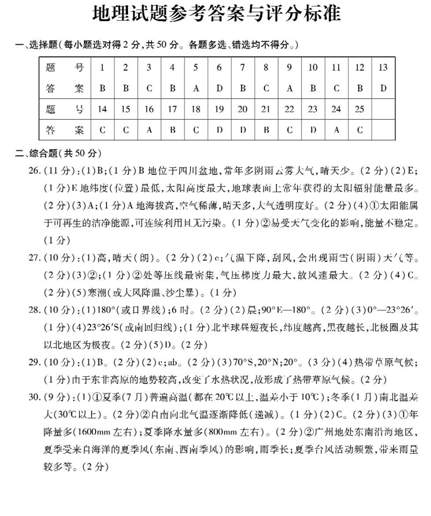 地理试题参考答案与评分标准
一、选择题(每小题选对得2分,共50分。各题多选、错选均不得分。)
题 号 1 2 3 4 5 6 7 8 9 10 11 12 13
答 案 B B C B A D B C A B C B D
题 号 14 15 16 17 18 19 20 21 22 23 24 25
答 案 C C A B C D D B C D A C
二、综合题(共50分)
26.(11分):(1)B;(1分)B地位于四川盆地,常年多阴雨云雾天气,晴天少。(2分)(2)E;
(1分)E地纬度(位置)最低,太阳高度最大,地球表面上常年获得的太阳辐射能量最多。
(2分)(3)A;(1分)A地海拔高,空气稀薄,晴天多,大气透明度好。(2分)(4)①太阳能属
于可再生的洁净能源,可连续利用且无污染。(1分)②易受天气变化的影响,能量不稳定。
(1分)
27.(10分):(1)高,晴天(朗)。(2分)(2)c;气温下降,刮风,会出现雨雪(阴雨)天气等。
(2分)(3)②;(1分)②处等压线最密集,气压梯度力最大,故风速最大。(2分)(4)C。
(2分)(5)寒潮(或大风降温、沙尘暴)。(1分)
28.(10分):(1)180°(或日界线);6时。(2分)(2)晨;90°E—180°。(2分)(3)0°—23°26′。
(1分)(4)23°26′S(或南回归线);(1分)北半球昼短夜长,纬度越高,黑夜越长,北极圈及其
以北地区为极夜。(2分)(5)D。(2分)
29.(10分):(1)B。(2分)(2)c;ab。(2分)(3)70°S,20°N;20°。(3分)(4)热带草原气候;
(1分)由于东非高原的地势较高,改变了水热状况,故形成了热带草原气候。(2分)
30.(9分):(1)①夏季(7月)普遍高温(都在20℃以上,温差小于10℃);冬季(1月)南北温差
大(30℃以上)。(2分)②自南向北气温逐渐降低(递减)。(1分)(2)C。(2分)(3)①年
降量多(1600mm左右);夏季降水量多(800mm左右)。(2分)②广州地处东南沿海地区,
夏季受来自海洋的夏季风(东南、西南季风)的影响,雨季长;夏季台风活动频繁,带来雨量
较多等。(2分)